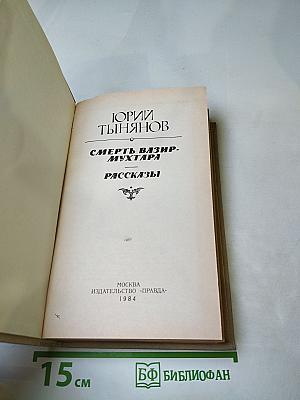 ЮРИЙ
ТЫНЯНОВ
СМЕРТЬ ВАЗИР-
МУХТАРА
РАССКАЗЫ
МОСКВА
ИЗДАТЕЛЬСТВО «ПРАВДА»
1984
15 см
БФ БИБЛИОФАН